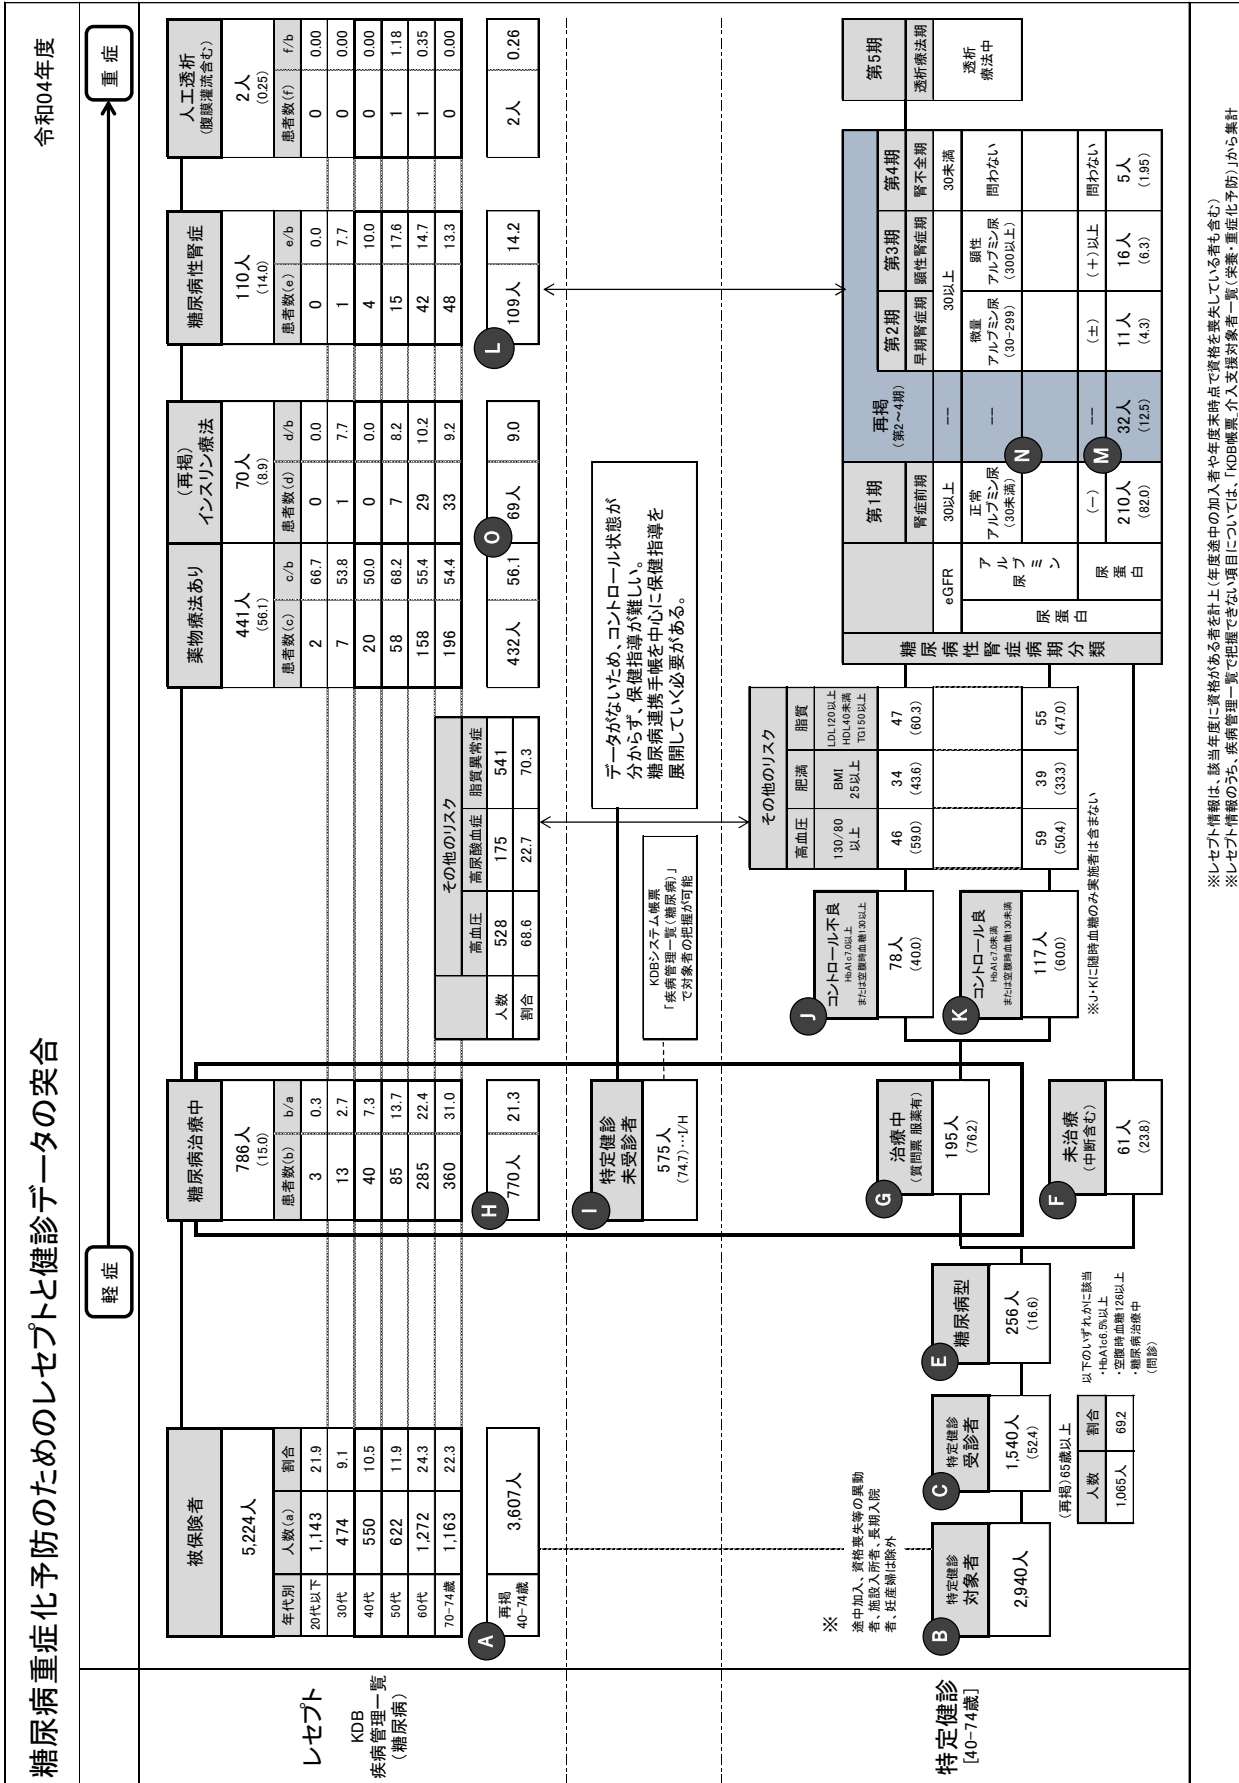 糖尿病重症化予防のためのレセプトと健診データの突合
令和04年度
軽症
重症
レセプト
KDB
疾病管理一覧
（糖尿病）
被保険者
5,224人
年代別 人数(a) 割合
20代以下 1,143 21.9
30代 474 9.1
40代 550 10.5
50代 622 11.9
60代 1,272 24.3
70-74歳 1,163 22.3
A
再掲
40-74歳
3,607人
糖尿病治療中
786人
(15.0)
患者数(b) b/a
3 0.3
13 2.7
40 7.3
85 13.7
285 22.4
360 31.0
H
770人 21.3
薬物療法あり
441人
(56.1)
患者数(c) c/b
2 66.7
7 53.8
20 50.0
58 68.2
158 55.4
196 54.4
432人 56.1
O
（再掲）
インスリン療法
70人
(8.9)
患者数(d) d/b
0 0.0
1 7.7
0 0.0
7 8.2
29 10.2
33 9.2
69人 9.0
糖尿病性腎症
110人
(14.0)
患者数(e) e/b
0 0.0
1 7.7
4 10.0
15 17.6
42 14.7
48 13.3
L
109人 14.2
人工透析
(腹膜灌流含む)
2人
(0.25)
患者数(f) f/b
0 0.00
0 0.00
0 0.00
1 1.18
1 0.35
0 0.00
2人 0.26
その他のリスク
高血圧 高尿酸血症 脂質異常症
人数 528 175 541
割合 68.6 22.7 70.3
I
特定健診
未受診者
575人
(74.7)…I/H
KDBシステム帳票
「疾病管理一覧（糖尿病）」
で対象者の把握が可能
データがないため、コントロール状態が
分からず、保健指導が難しい。
糖尿病連携手帳を中心に保健指導を
展開していく必要がある。
特定健診
[40-74歳]
※
途中加入、資格喪失等の異動
者、施設入所者、長期入院
者、妊産婦は除外
B
特定健診
対象者
2,940人
C
特定健診
受診者
1,540人
(52.4)
（再掲）65歳以上
人数 割合
1,065人 69.2
E
糖尿病型
256人
(16.6)
以下のいずれかに該当
・HbA1c6.5%以上
・空腹時血糖126以上
・糖尿病治療中
（問診）
G
治療中
（質問票 服薬有）
195人
(76.2)
F
未治療
（中断含む）
61人
(23.8)
J
コントロール不良
HbA1c7.0以上
または空腹時血糖130以上
78人
(40.0)
K
コントロール良
HbA1c7.0未満
または空腹時血糖130未満
117人
(60.0)
※J・Kに随時血糖のみ実施者は含まない
その他のリスク
高血圧 肥満 脂質
130/80
以上
BMI
25以上
LDL120以上
HDL40未満
TG150以上
46 34 47
(59.0) (43.6) (60.3)
59 39 55
(50.4) (33.3) (47.0)
糖尿病性腎症病期分類
第1期 再掲
（第2～4期） 第2期 第3期 第4期
腎症前期 早期腎症期 顕性腎症期 腎不全期
eGFR 30以上 -- 30以上 30未満
尿蛋白
尿アルブミン
正常
アルブミン尿
（30未満）
--
微量
アルブミン尿
（30-299）
顕性
アルブミン尿
（300以上）
問わない
N
尿蛋白 （－） -- （±） （＋）以上 問わない
M
210人 32人 11人 16人 5人
(82.0) (12.5) (4.3) (6.3) (1.95)
第5期
透析療法期
透析
療法中
※レセプト情報は、該当年度に資格がある者を計上（年度途中の加入者や年度末時点で資格を喪失している者も含む）
※レセプト情報のうち、疾病管理一覧で把握できない項目については、「KDB帳票_介入支援対象者一覧（栄養・重症化予防）」から集計